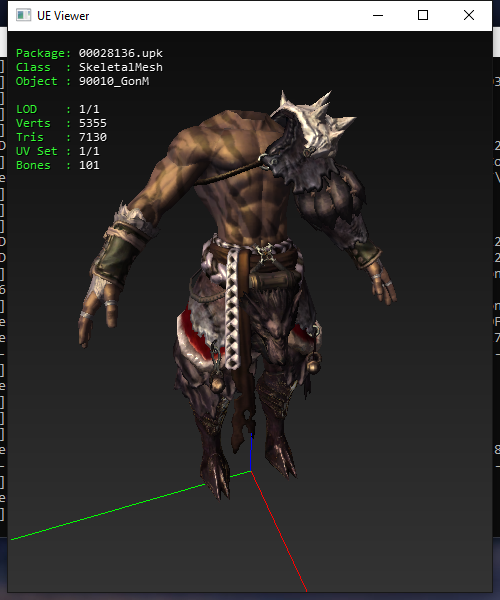 UE Viewer
Package: 00028136.upk
Class : SkeletalMesh
Object : 90010_GonM
LOD : 1/1
Verts : 5355
Tris : 7130
UV Set : 1/1
Bones : 101